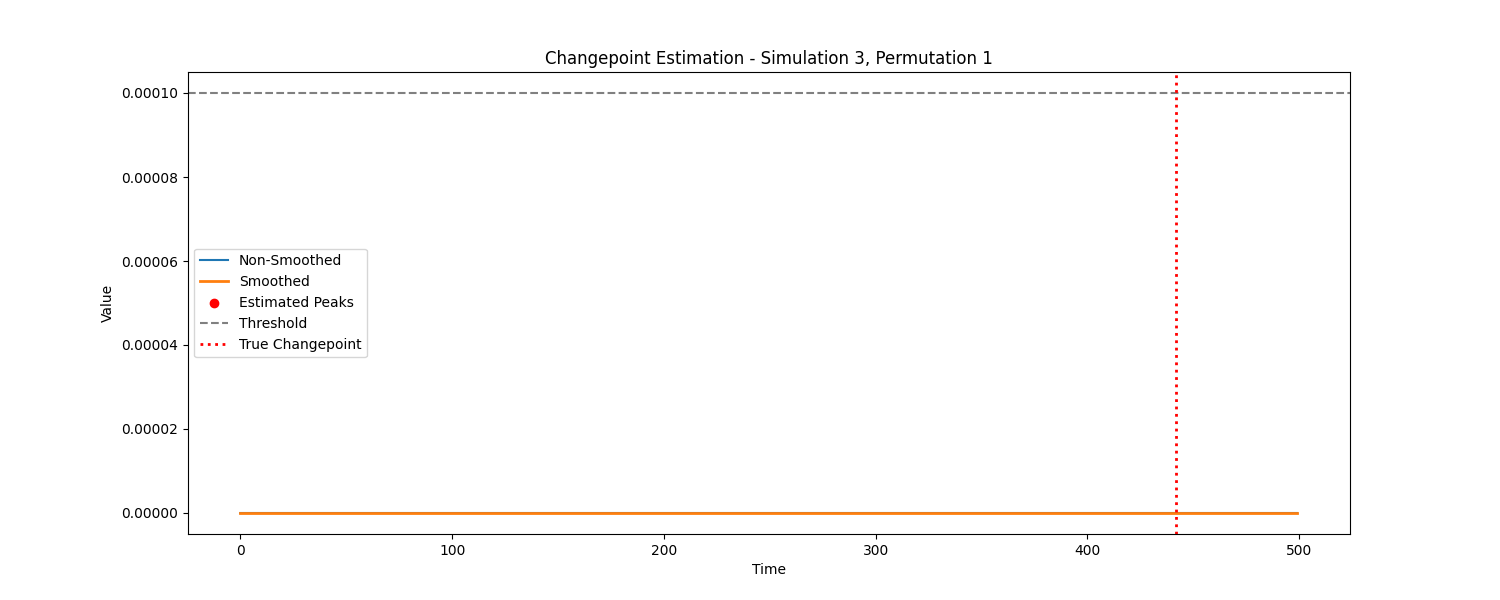 Changepoint Estimation - Simulation 3, Permutation 1
0.00010
0.00008
0.00006
0.00004
0.00002
0.00000
Value
Non-Smoothed
Smoothed
Estimated Peaks
Threshold
True Changepoint
0 100 200 300 400 500
Time